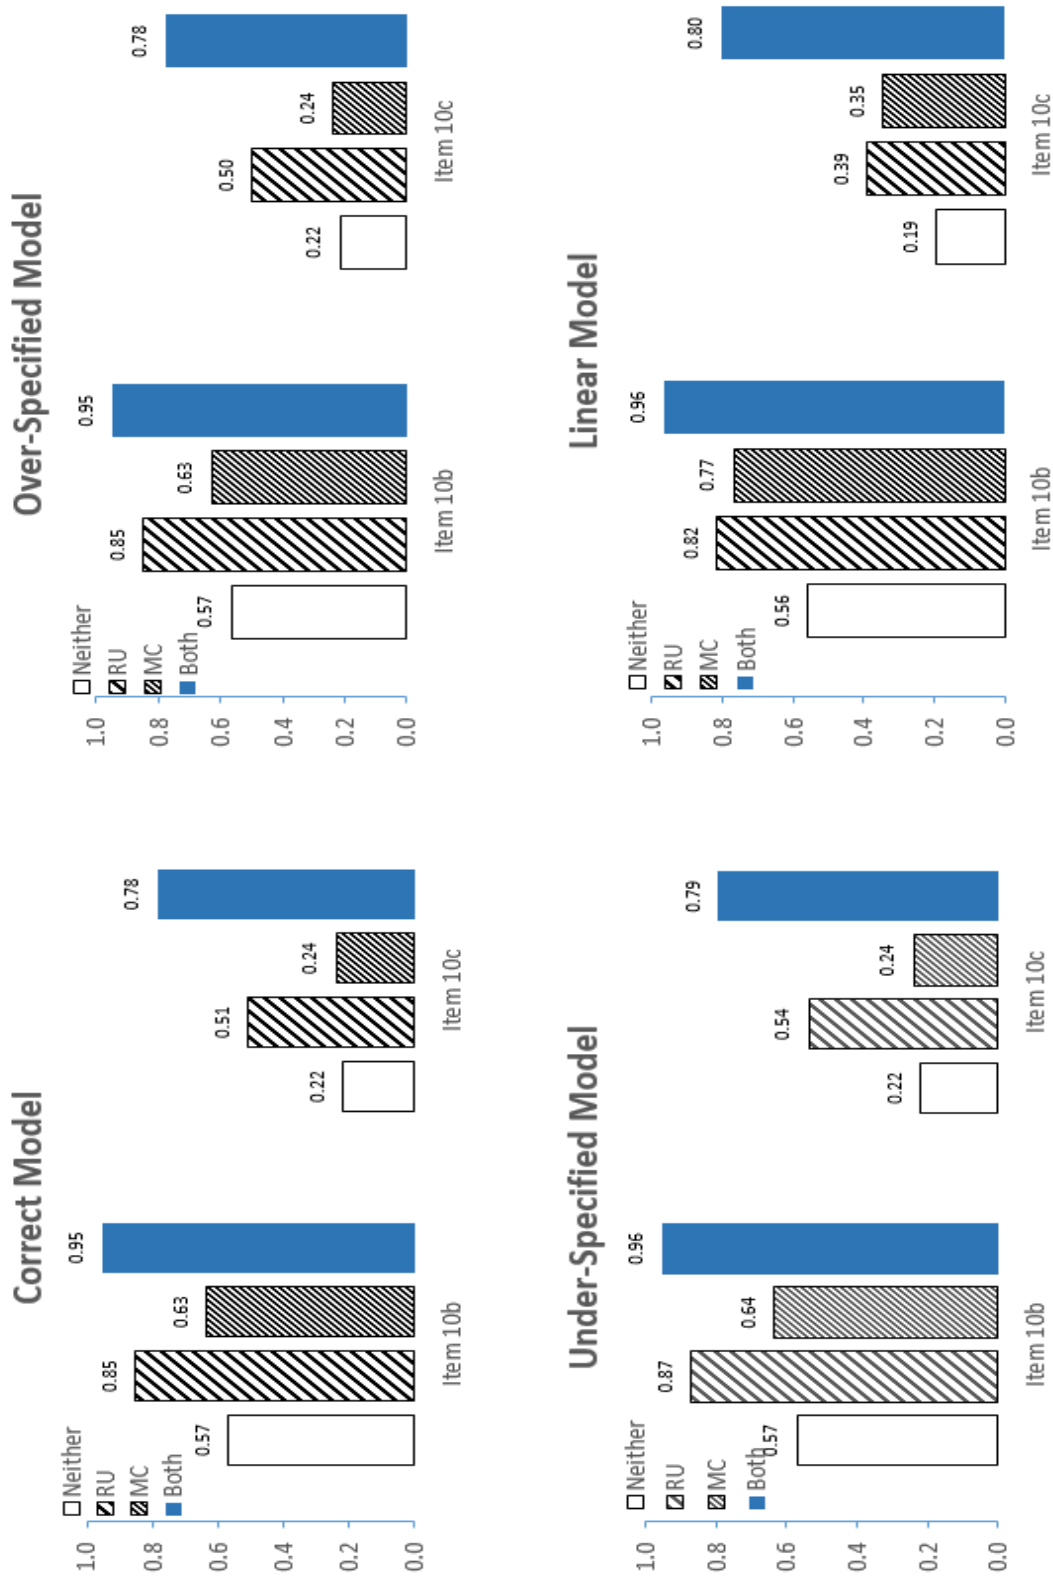 Correct Model
1.0
0.8
0.6
0.4
0.2
0.0
Neither
RU
MC
Both
0.57
0.85
0.63
0.95
0.22
0.51
0.24
0.78
Item 10b
Item 10c
Over-Specified Model
1.0
0.8
0.6
0.4
0.2
0.0
Neither
RU
MC
Both
0.57
0.85
0.63
0.95
0.22
0.50
0.24
0.78
Item 10b
Item 10c
Under-Specified Model
1.0
0.8
0.6
0.4
0.2
0.0
Neither
RU
MC
Both
0.57
0.87
0.64
0.96
0.22
0.54
0.24
0.79
Item 10b
Item 10c
Linear Model
1.0
0.8
0.6
0.4
0.2
0.0
Neither
RU
MC
Both
0.56
0.82
0.77
0.96
0.19
0.39
0.35
0.80
Item 10b
Item 10c